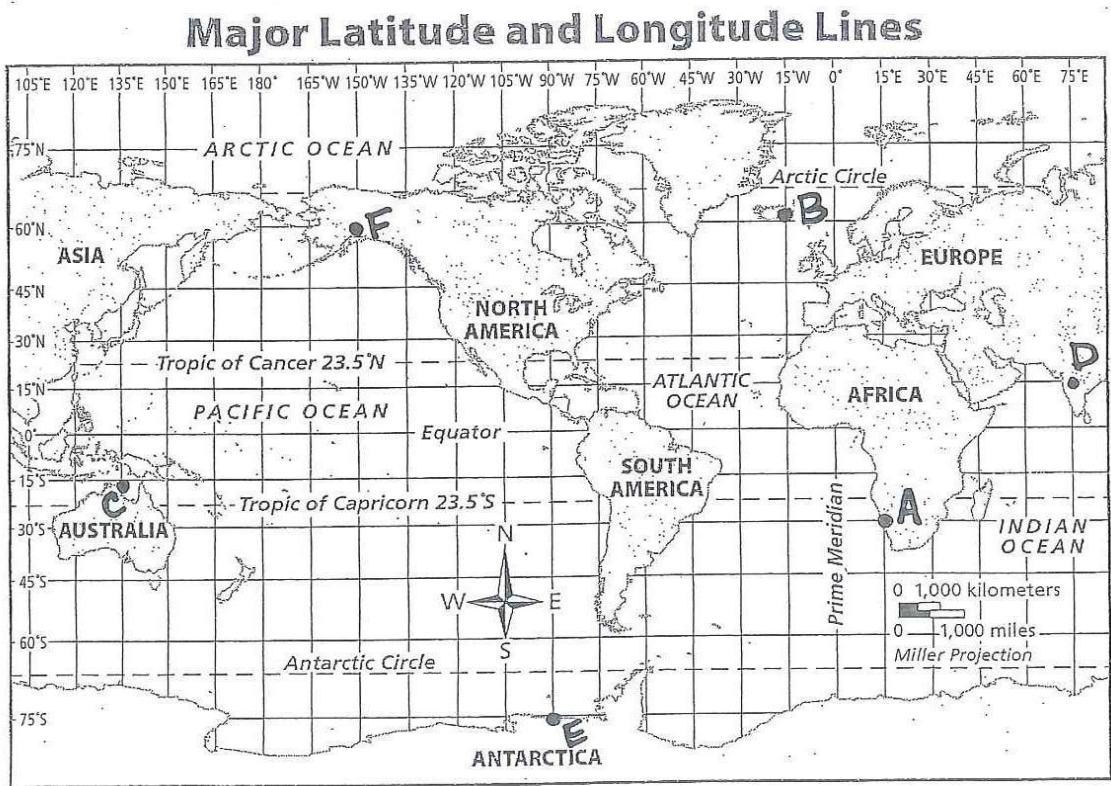 Major Latitude and Longitude Lines
105°E 120°E 135°E 165°E 180° 165°W 150°W 135°W 120°W 105°W 90°W 75°W 60°W 45°W 30°W 15°W 0° 15°E 30°E 45°E 60°E 75°E
75°N
ARCTIC OCEAN
Arctic Circle
B
F
60°N
ASIA
EUROPE
45°N
NORTH
AMERICA
30°N
D
Tropic of Cancer 23.5°N
15°N
ATLANTIC
OCEAN
AFRICA
PACIFIC OCEAN
0°
Equator
SOUTH
AMERICA
15°S
C
Tropic of Capricorn 23.5°S
A
30°S
AUSTRALIA
INDIAN
OCEAN
Prime Meridian
N
W E
S
45°S
0 1,000 kilometers
0 1,000 miles
Miller Projection
60°S
Antarctic Circle
75°S
E
ANTARCTICA